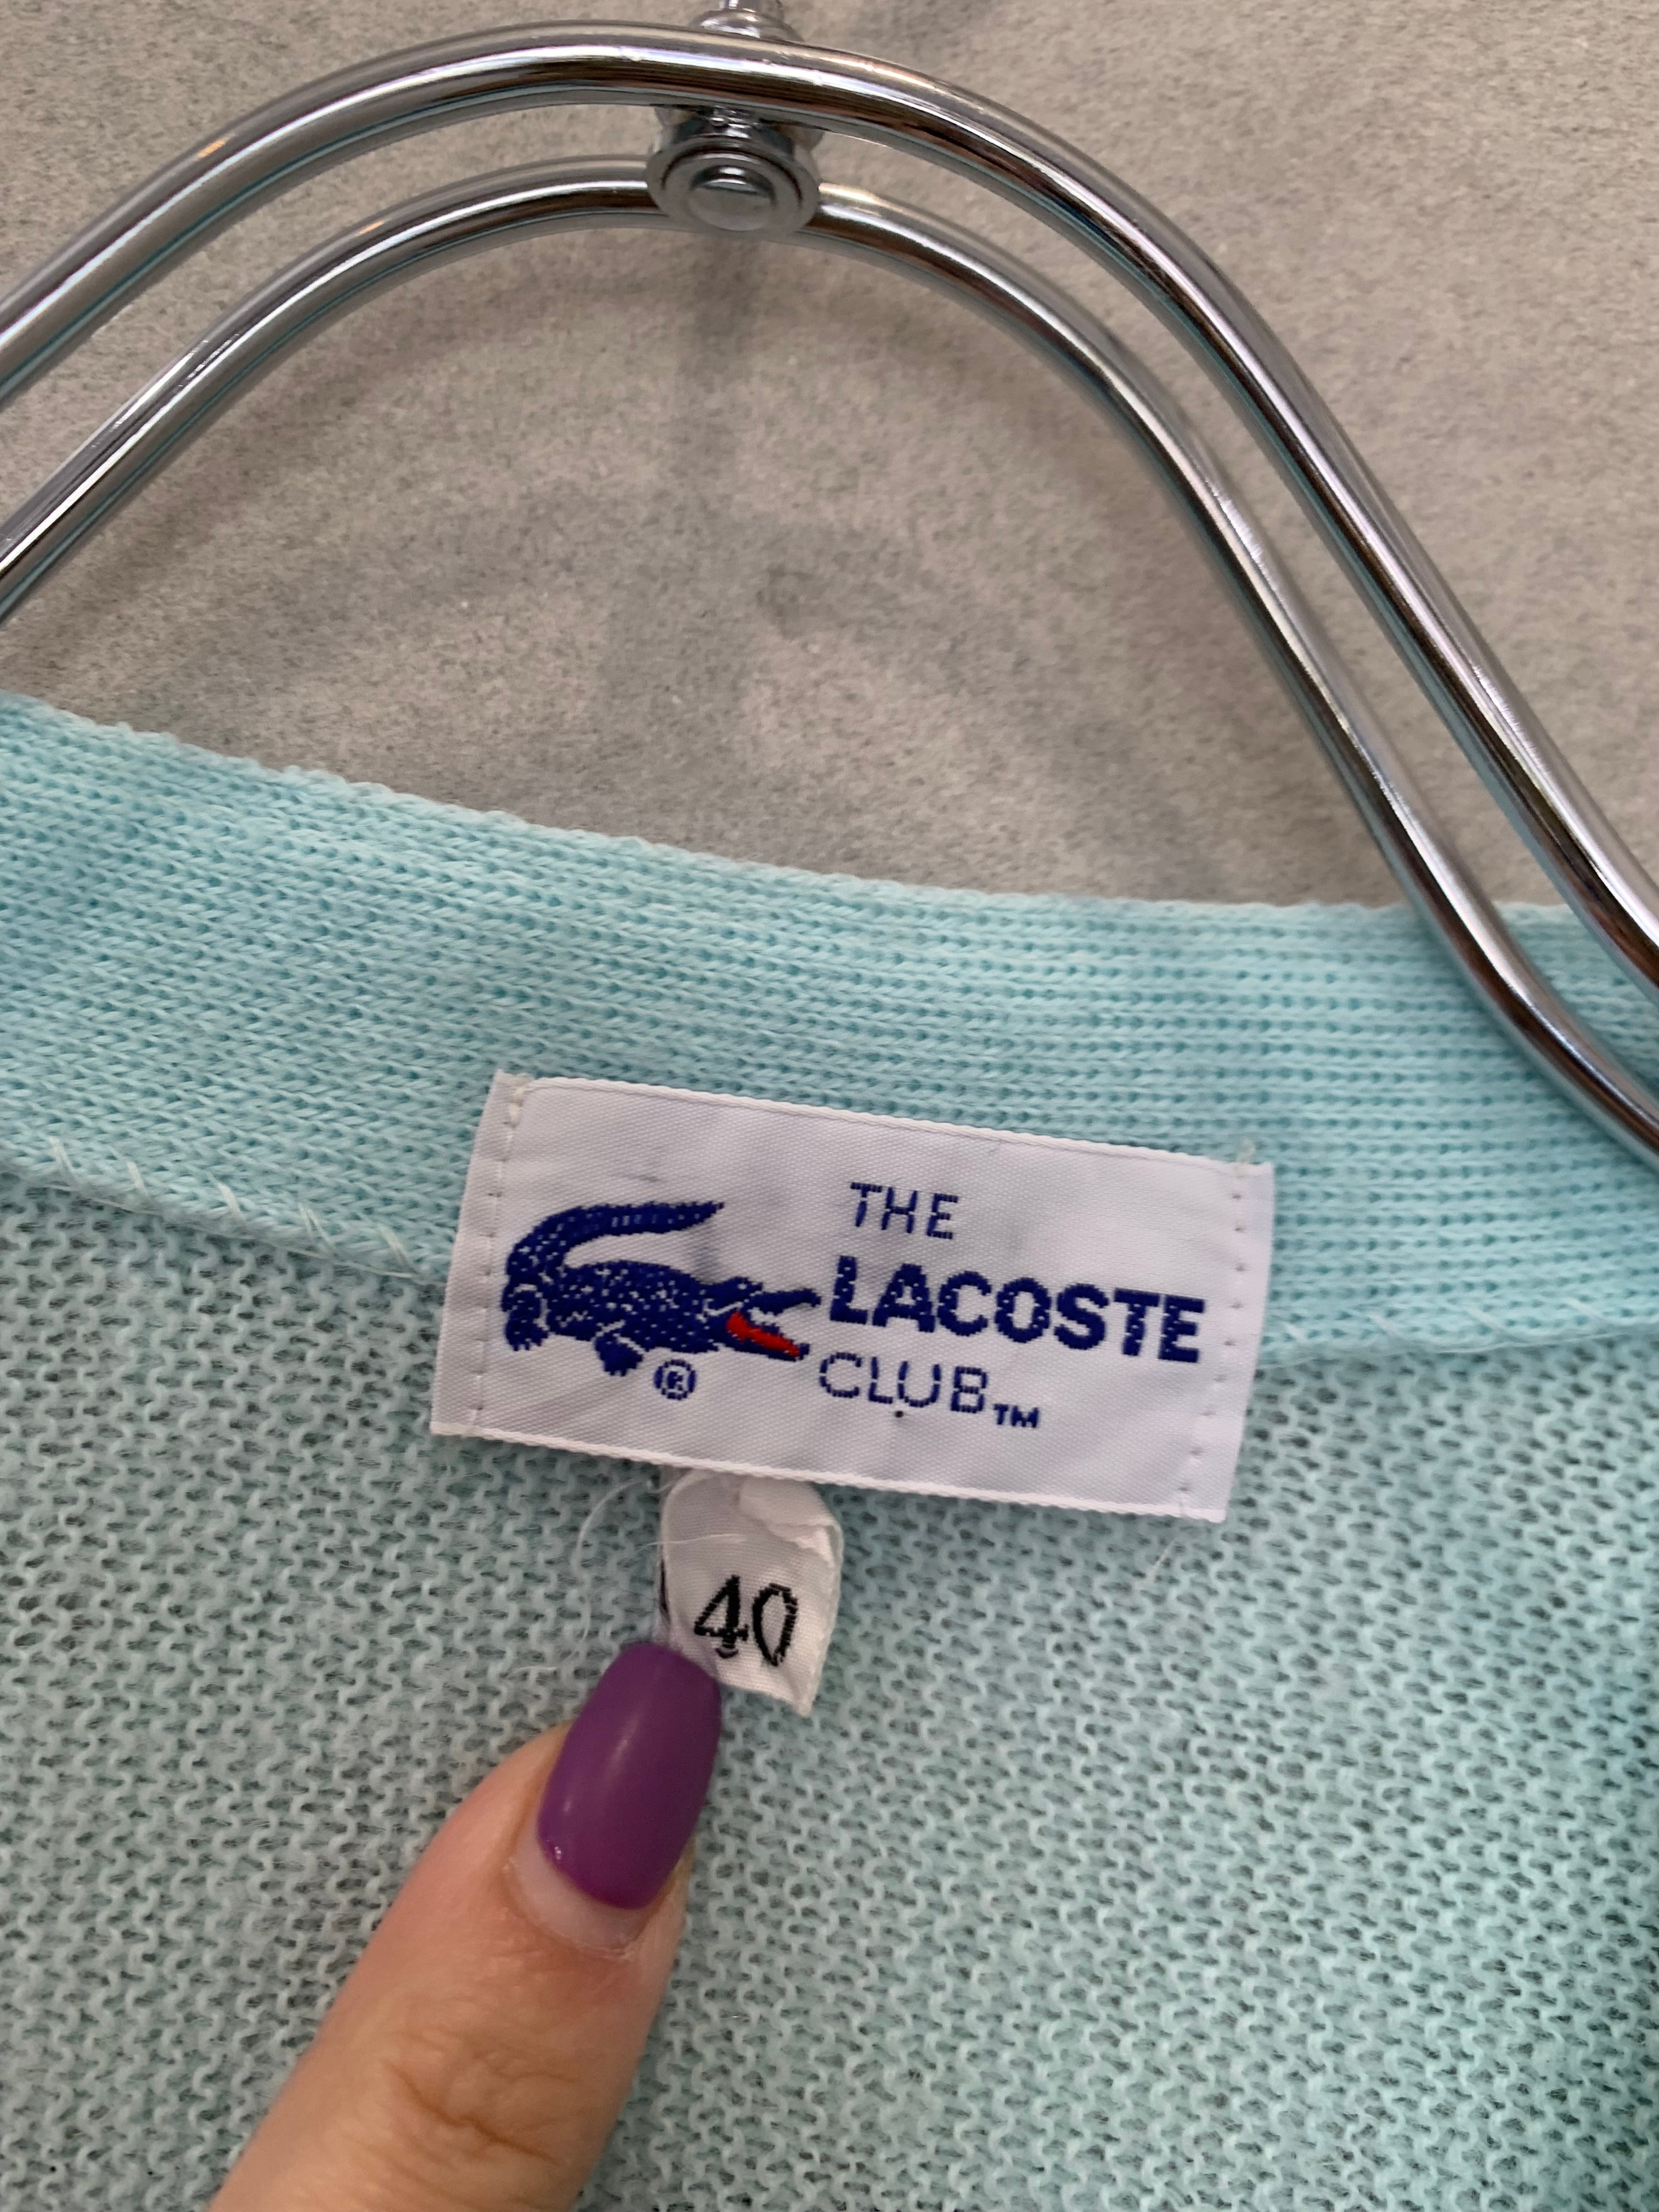 THE
LACOSTE
CLUB™
®
40